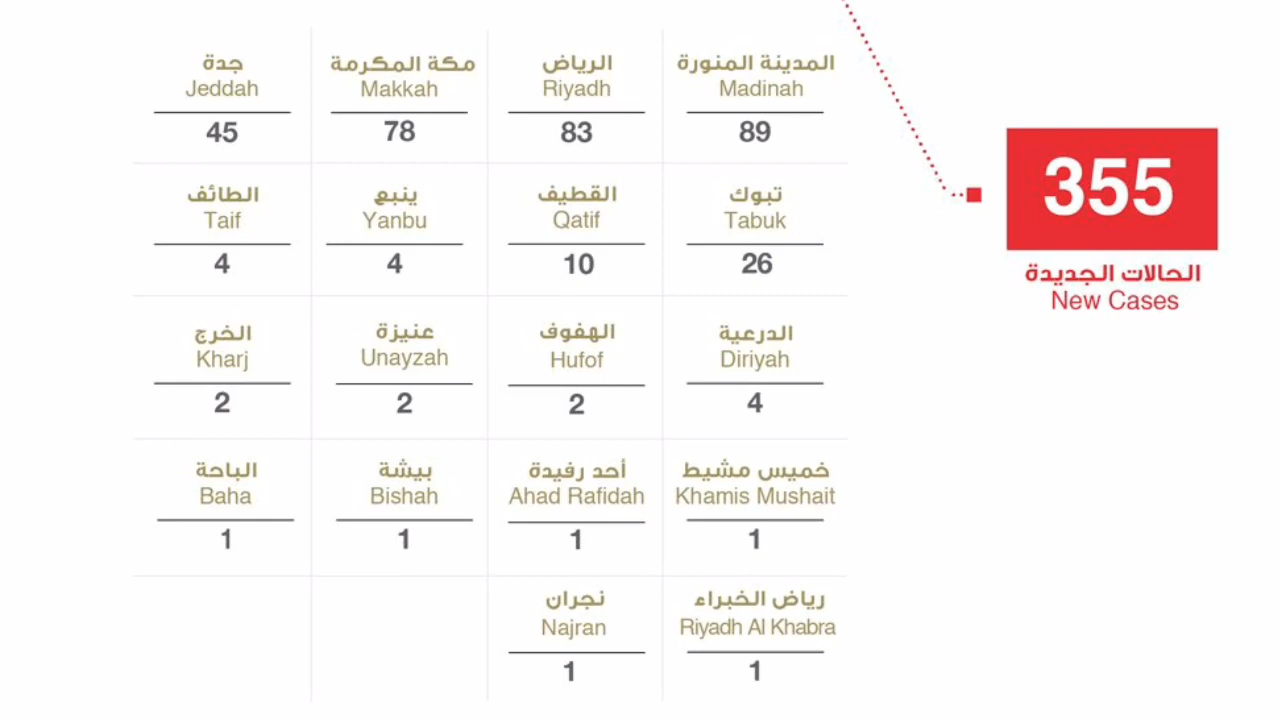 المدينة المنورة
Madinah
89
الرياض
Riyadh
83
مكة المكرمة
Makkah
78
جدة
Jeddah
45
تبوك
Tabuk
26
القطيف
Qatif
10
ينبع
Yanbu
4
الطائف
Taif
4
الدرعية
Diriyah
4
الهفوف
Hufof
2
عنيزة
Unayzah
2
الخرج
Kharj
2
خميس مشيط
Khamis Mushait
1
أحد رفيدة
Ahad Rafidah
1
بيشة
Bishah
1
الباحة
Baha
1
رياض الخبراء
Riyadh Al Khabra
1
نجران
Najran
1
355
الحالات الجديدة
New Cases